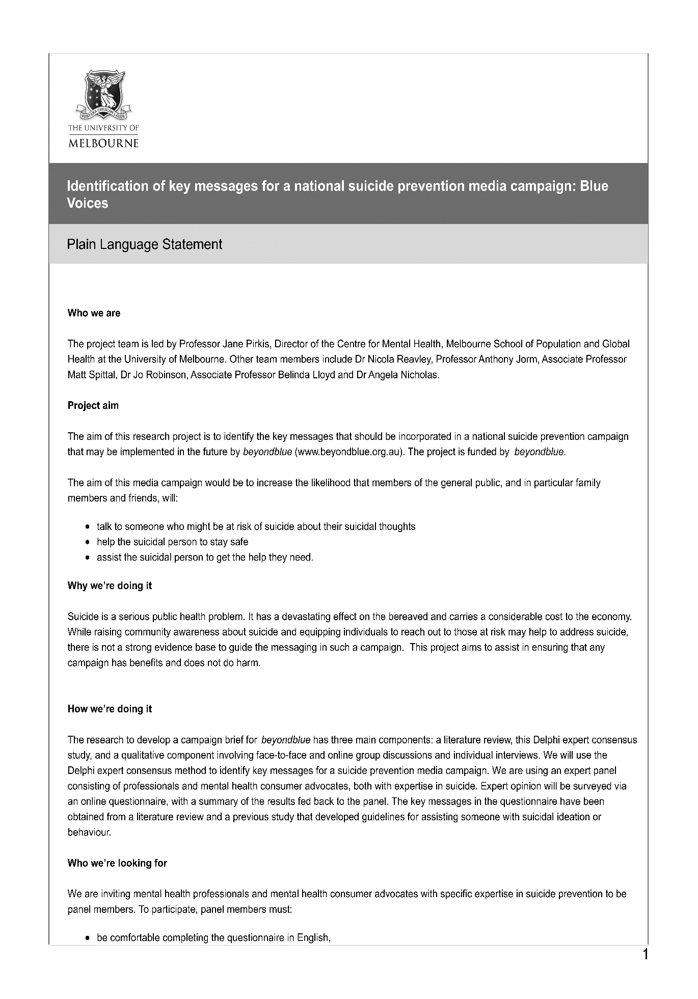 POSTERA CRESCAM LAUDE
THE UNIVERSITY OF
MELBOURNE
Identification of key messages for a national suicide prevention media campaign: Blue
Voices
Plain Language Statement
Who we are
The project team is led by Professor Jane Pirkis, Director of the Centre for Mental Health, Melbourne School of Population and Global
Health at the University of Melbourne. Other team members include Dr Nicola Reavley, Professor Anthony Jorm, Associate Professor
Matt Spittal, Dr Jo Robinson, Associate Professor Belinda Lloyd and Dr Angela Nicholas.
Project aim
The aim of this research project is to identify the key messages that should be incorporated in a national suicide prevention campaign
that may be implemented in the future by beyondblue (www.beyondblue.org.au). The project is funded by beyondblue.
The aim of this media campaign would be to increase the likelihood that members of the general public, and in particular family
members and friends, will:
• talk to someone who might be at risk of suicide about their suicidal thoughts
• help the suicidal person to stay safe
• assist the suicidal person to get the help they need.
Why we’re doing it
Suicide is a serious public health problem. It has a devastating effect on the bereaved and carries a considerable cost to the economy.
While raising community awareness about suicide and equipping individuals to reach out to those at risk may help to address suicide,
there is not a strong evidence base to guide the messaging in such a campaign. This project aims to assist in ensuring that any
campaign has benefits and does not do harm.
How we’re doing it
The research to develop a campaign brief for beyondblue has three main components: a literature review, this Delphi expert consensus
study, and a qualitative component involving face-to-face and online group discussions and individual interviews. We will use the
Delphi expert consensus method to identify key messages for a suicide prevention media campaign. We are using an expert panel
consisting of professionals and mental health consumer advocates, both with expertise in suicide. Expert opinion will be surveyed via
an online questionnaire, with a summary of the results fed back to the panel. The key messages in the questionnaire have been
obtained from a literature review and a previous study that developed guidelines for assisting someone with suicidal ideation or
behaviour.
Who we’re looking for
We are inviting mental health professionals and mental health consumer advocates with specific expertise in suicide prevention to be
panel members. To participate, panel members must:
• be comfortable completing the questionnaire in English,
1